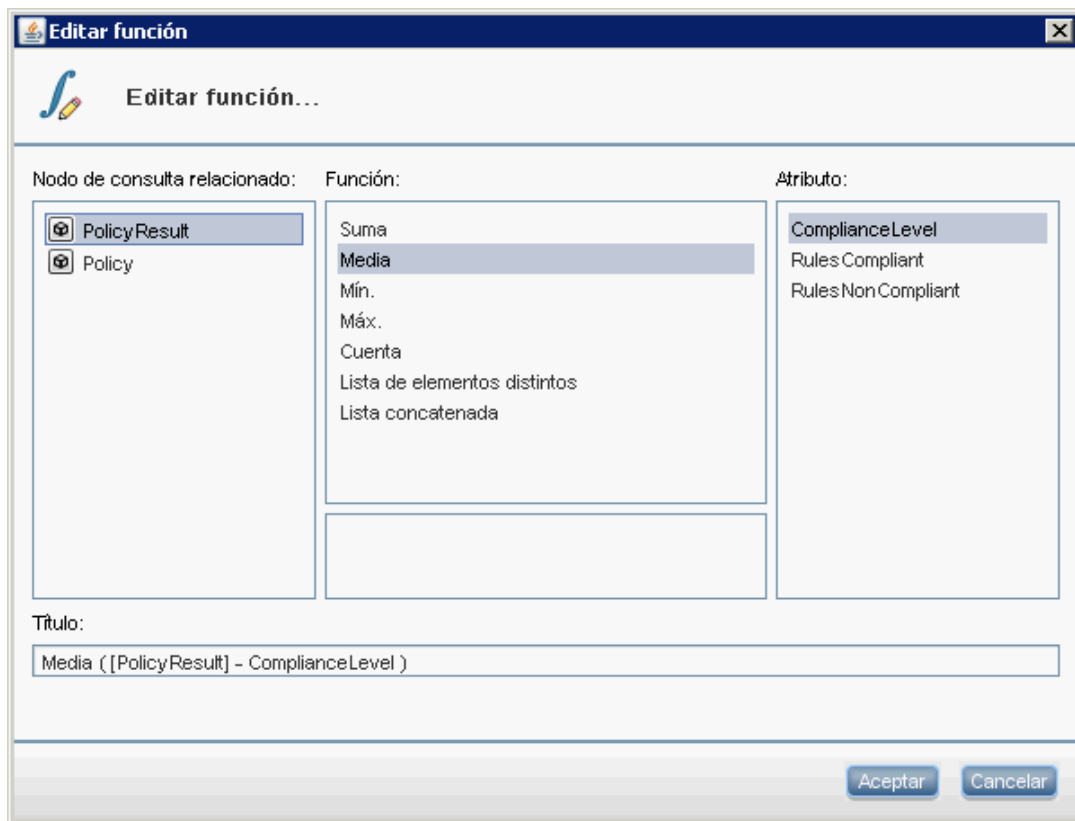 Editar función
Editar función...
Nodo de consulta relacionado:
PolicyResult
Policy
Función:
Suma
Media
Mín.
Máx.
Cuenta
Lista de elementos distintos
Lista concatenada
Atributo:
ComplianceLevel
RulesCompliant
RulesNonCompliant
Título:
Media ( [PolicyResult] - ComplianceLevel )
Aceptar
Cancelar